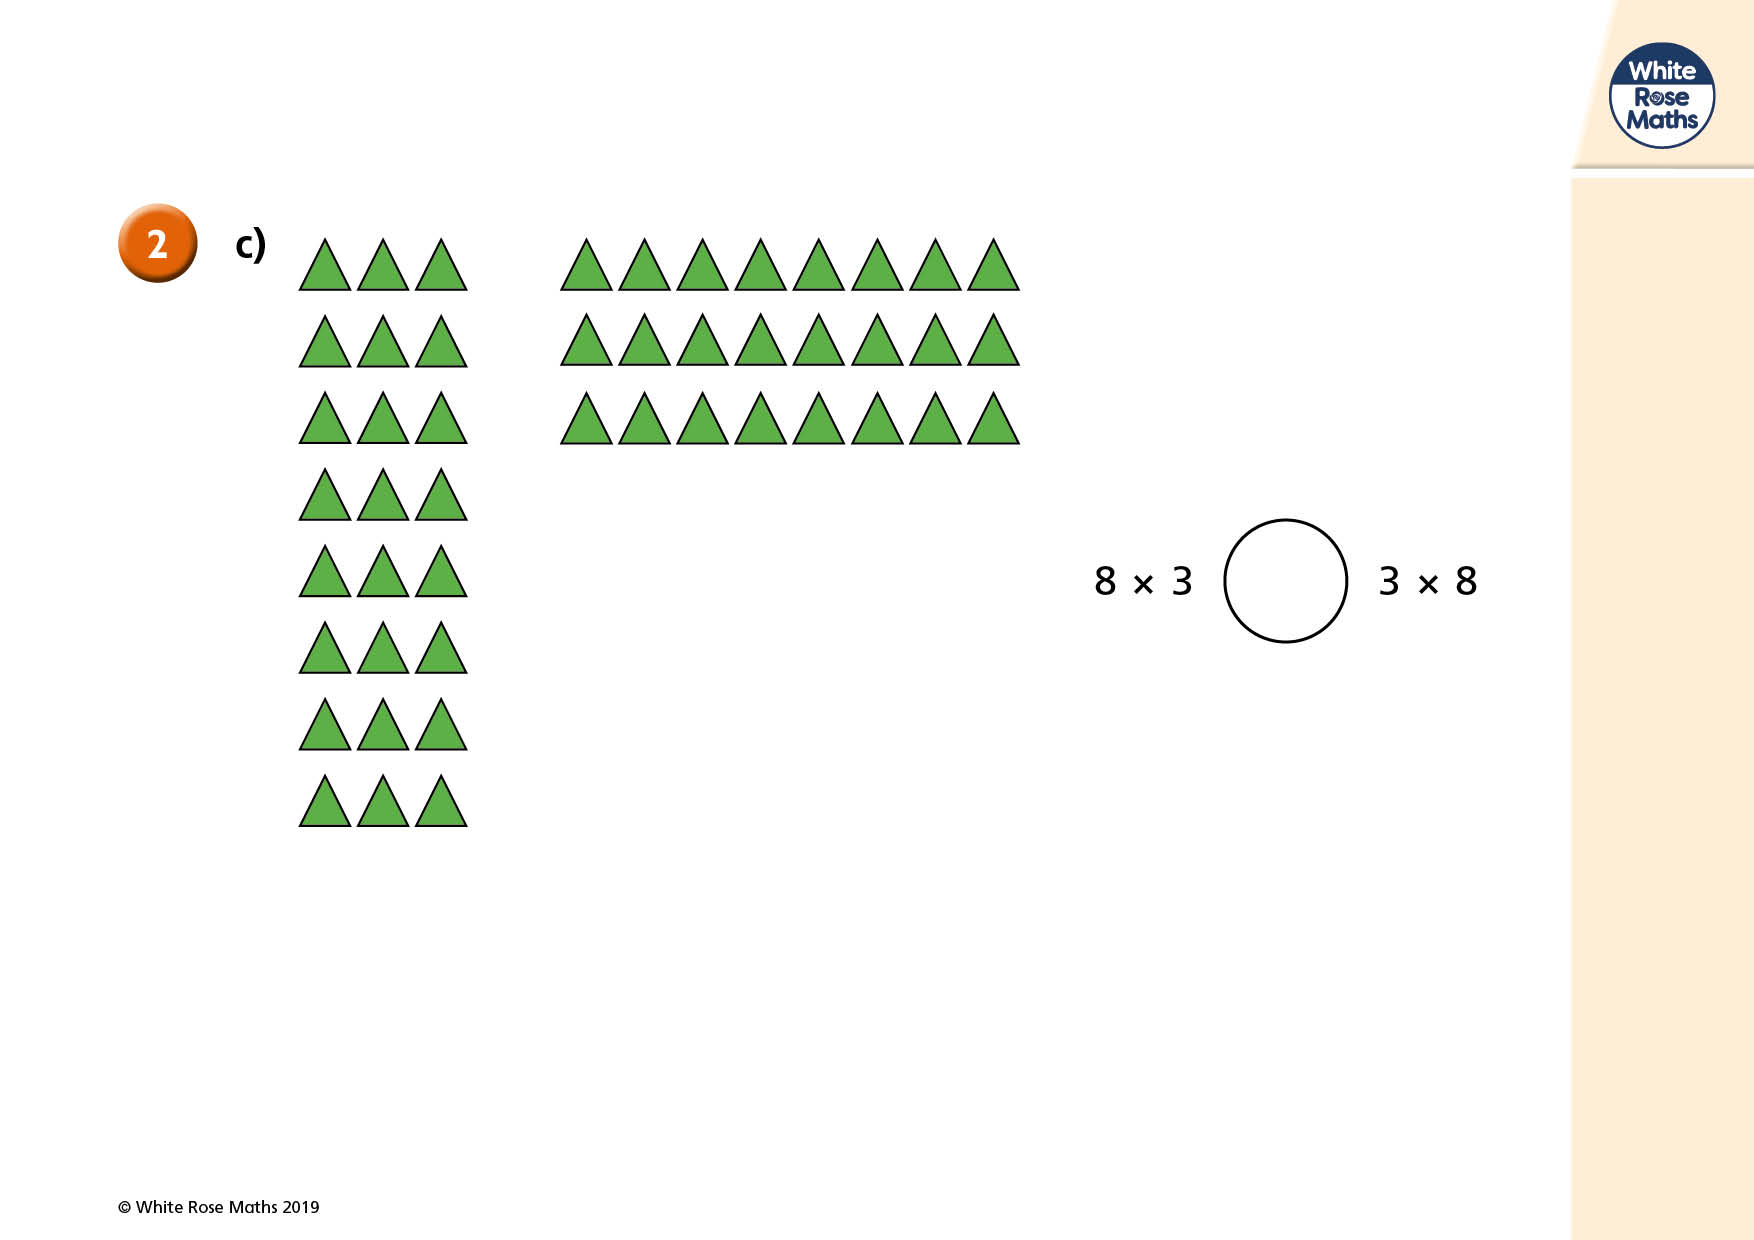 White
Rose
Maths
2 c)
8 × 3 3 × 8
© White Rose Maths 2019